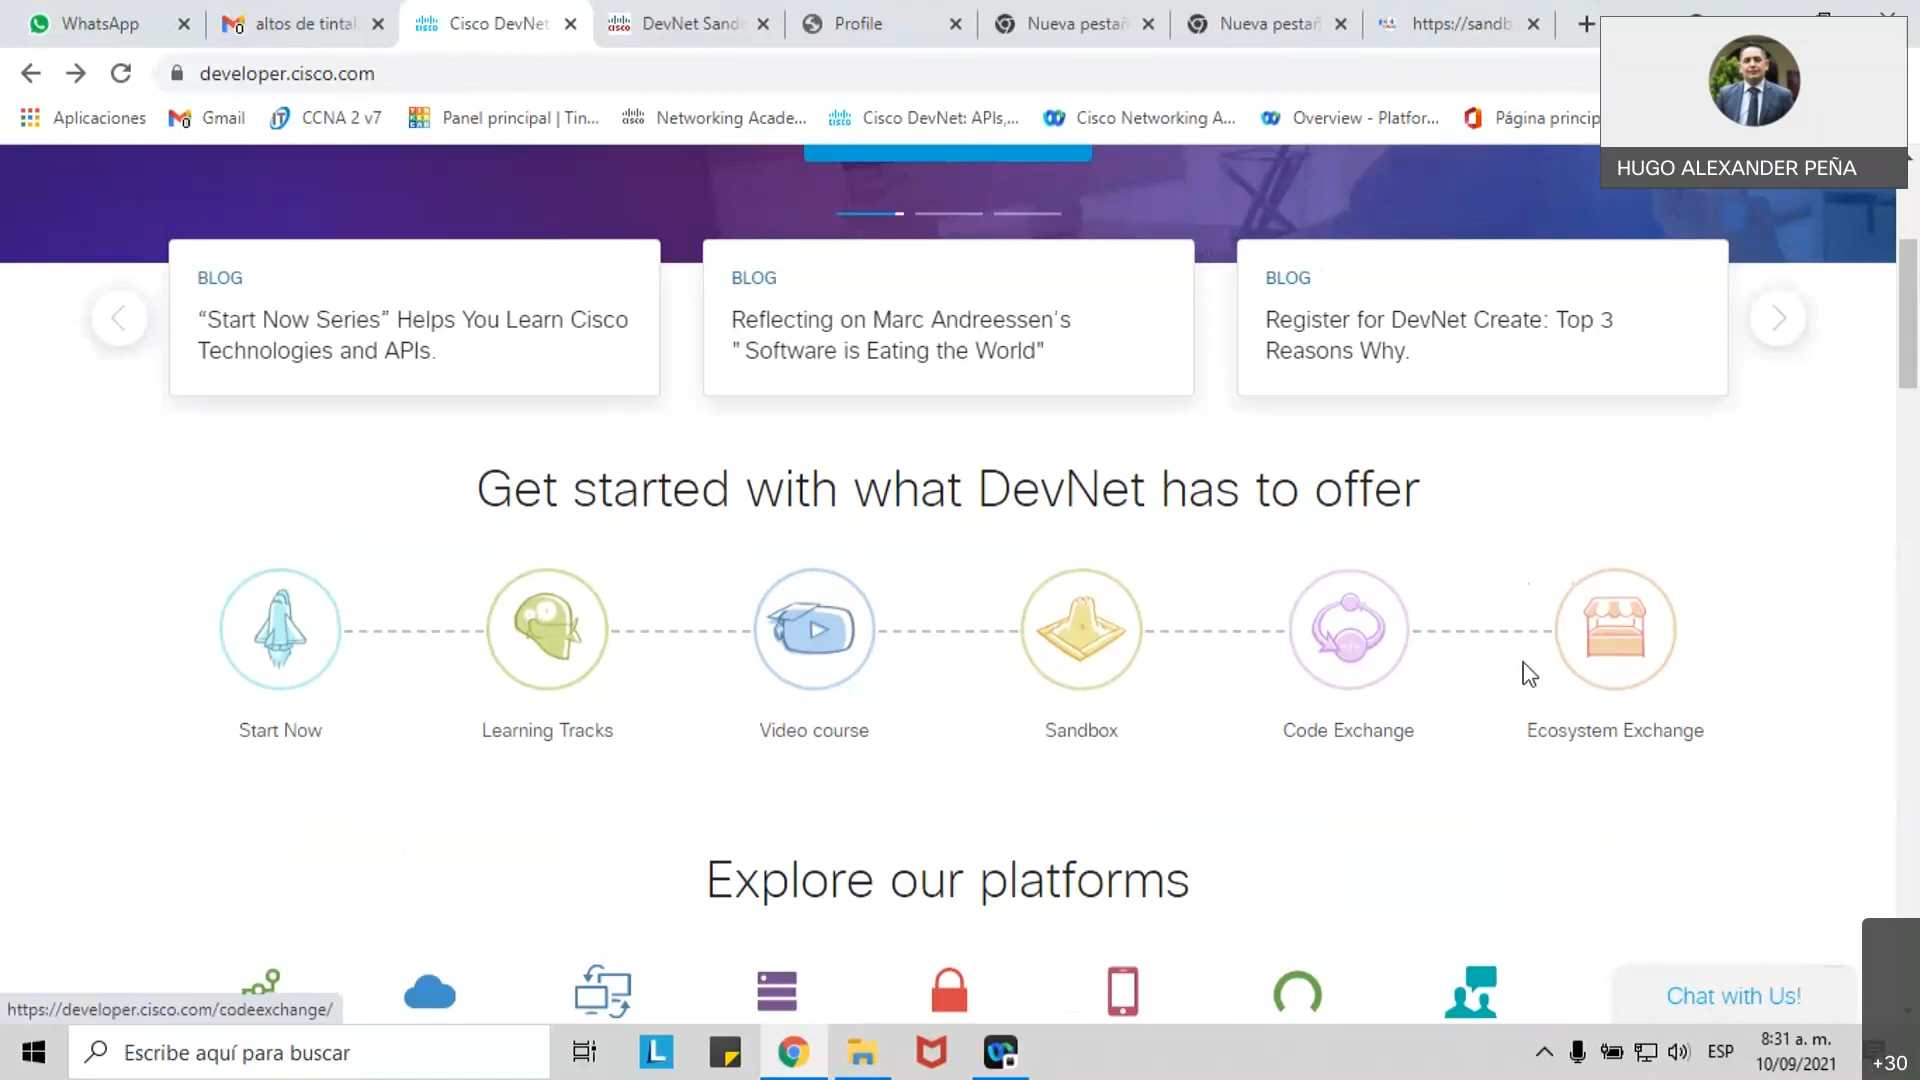 WhatsApp
altos de tintal
Cisco DevNet
DevNet Sand
Profile
Nueva pestañ
Nueva pestañ
https://sandb
developer.cisco.com
Aplicaciones
Gmail
CCNA 2 v7
Panel principal | Tin...
Networking Acade...
Cisco DevNet: APIs,...
Cisco Networking A...
Overview - Platfor...
Página princip
HUGO ALEXANDER PEÑA
BLOG
“Start Now Series” Helps You Learn Cisco
Technologies and APIs.
BLOG
Reflecting on Marc Andreessen's
" Software is Eating the World"
BLOG
Register for DevNet Create: Top 3
Reasons Why.
Get started with what DevNet has to offer
Start Now
Learning Tracks
Video course
Sandbox
Code Exchange
Ecosystem Exchange
Explore our platforms
Chat with Us!
https://developer.cisco.com/codeexchange/
Escribe aquí para buscar
ESP
8:31 a. m.
10/09/2021
+30